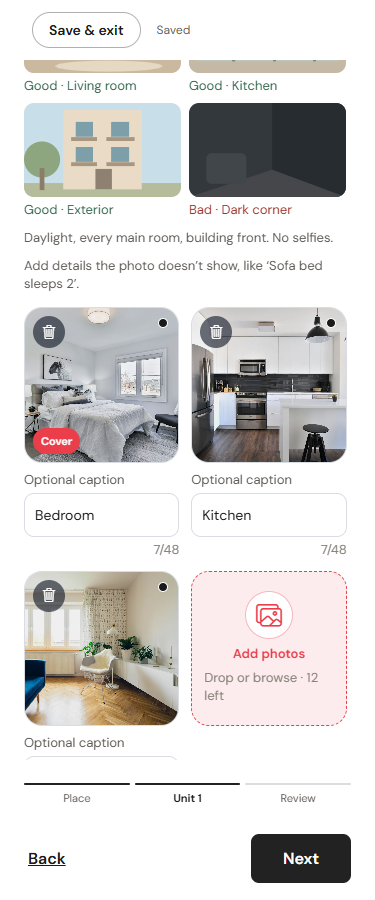 Save & exit
Saved
Good · Living room
Good · Kitchen
Good · Exterior
Bad · Dark corner
Daylight, every main room, building front. No selfies.
Add details the photo doesn’t show, like ‘Sofa bed
sleeps 2’.
Cover
Optional caption
Optional caption
Bedroom
Kitchen
7/48
7/48
Add photos
Drop or browse · 12
left
Optional caption
Place
Unit 1
Review
Back
Next